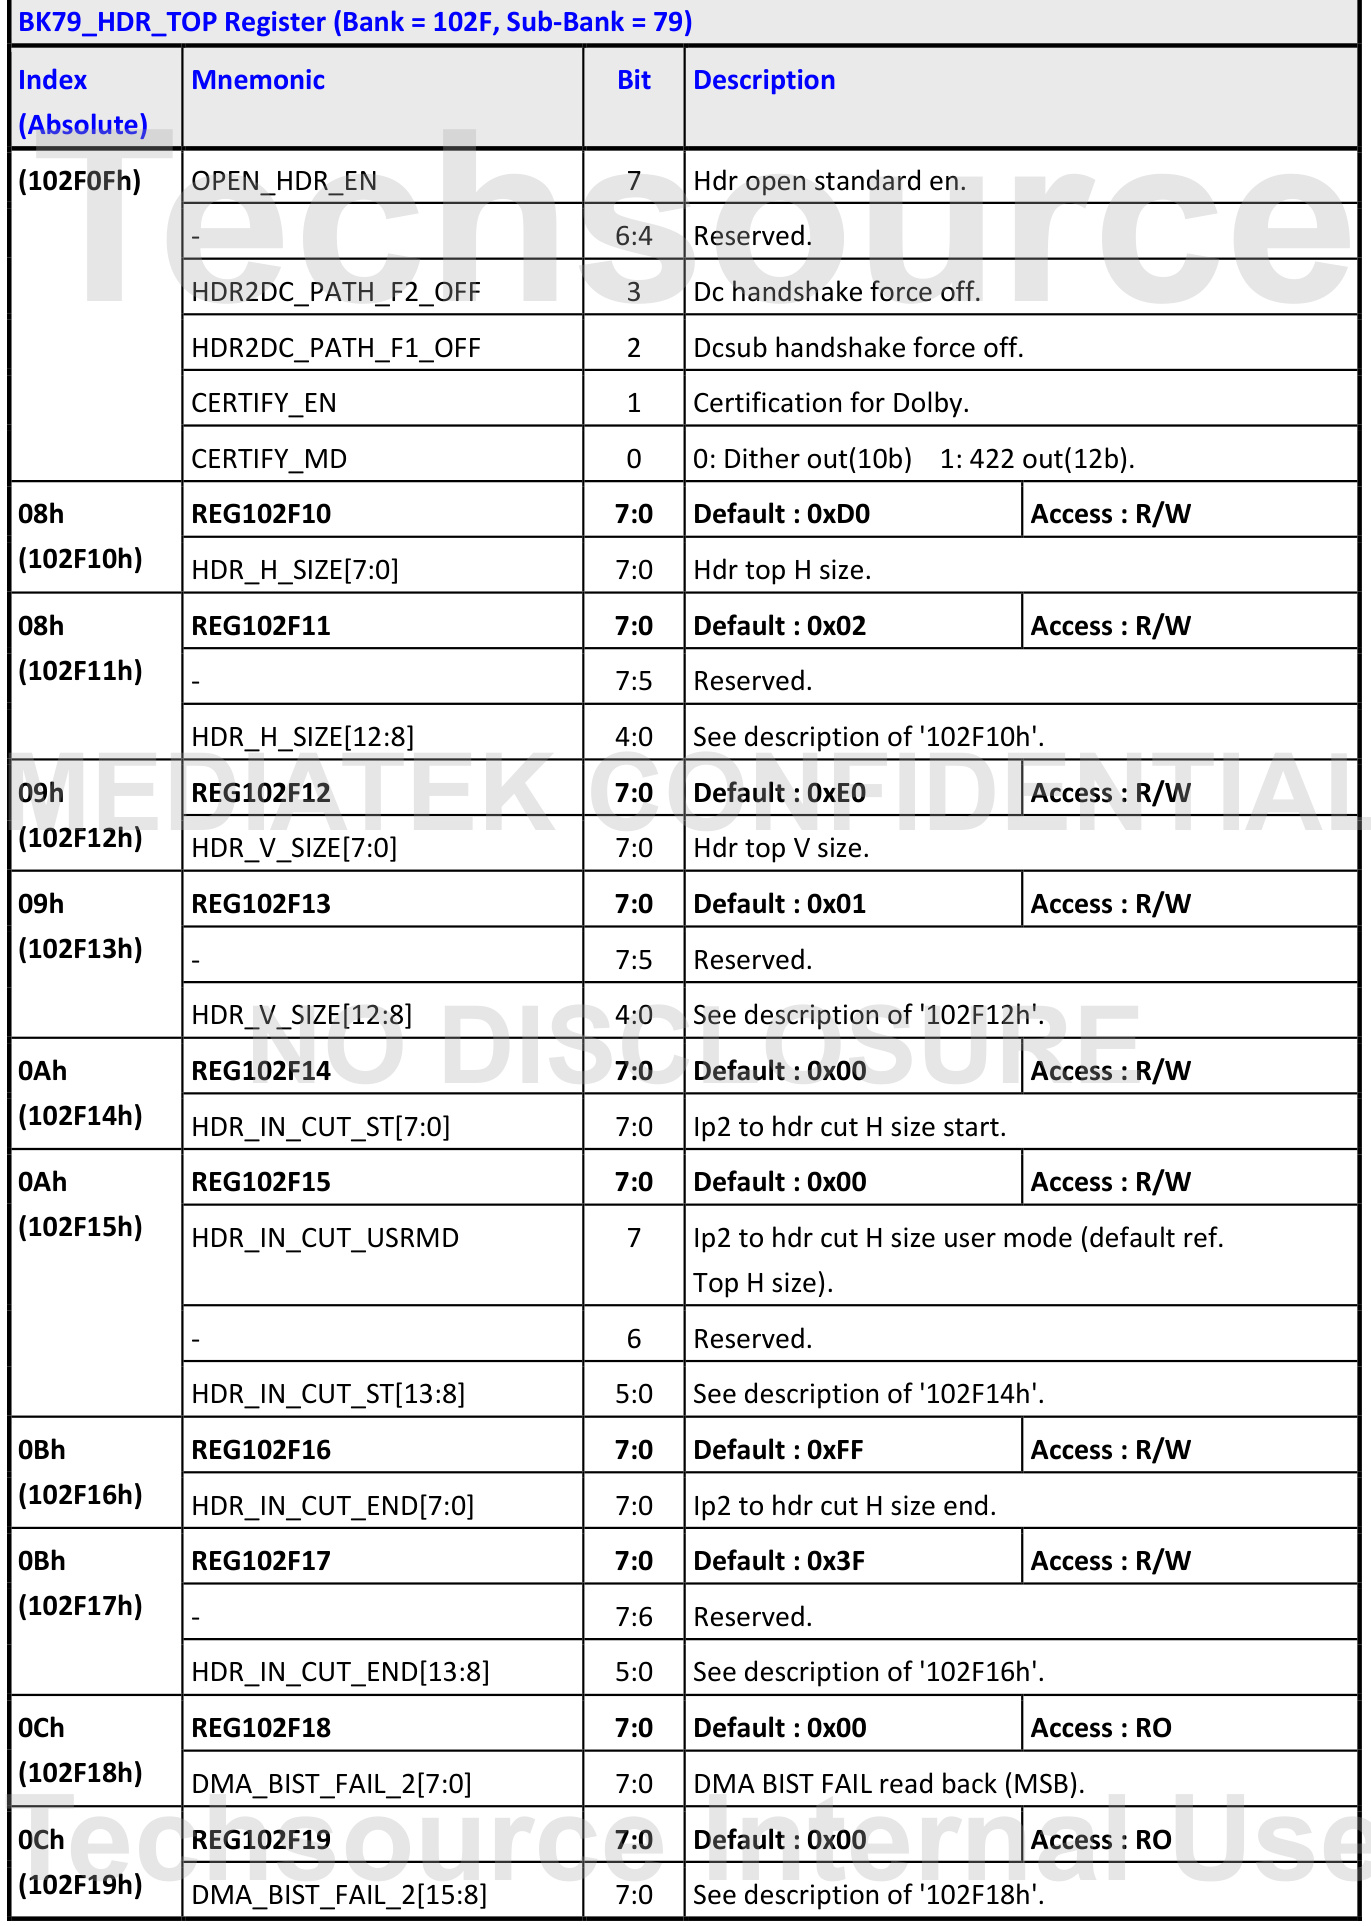 BK79_HDR_TOP Register (Bank = 102F, Sub-Bank = 79)
Index (Absolute) Mnemonic Bit Description
(102F0Fh) OPEN_HDR_EN 7 Hdr open standard en.
- 6:4 Reserved.
HDR2DC_PATH_F2_OFF 3 Dc handshake force off.
HDR2DC_PATH_F1_OFF 2 Dcsub handshake force off.
CERTIFY_EN 1 Certification for Dolby.
CERTIFY_MD 0 0: Dither out(10b) 1: 422 out(12b).
08h REG102F10 7:0 Default : 0xD0 Access : R/W
(102F10h) HDR_H_SIZE[7:0] 7:0 Hdr top H size.
08h REG102F11 7:0 Default : 0x02 Access : R/W
(102F11h) - 7:5 Reserved.
HDR_H_SIZE[12:8] 4:0 See description of '102F10h'.
09h REG102F12 7:0 Default : 0xE0 Access : R/W
(102F12h) HDR_V_SIZE[7:0] 7:0 Hdr top V size.
09h REG102F13 7:0 Default : 0x01 Access : R/W
(102F13h) - 7:5 Reserved.
HDR_V_SIZE[12:8] 4:0 See description of '102F12h'.
0Ah REG102F14 7:0 Default : 0x00 Access : R/W
(102F14h) HDR_IN_CUT_ST[7:0] 7:0 Ip2 to hdr cut H size start.
0Ah REG102F15 7:0 Default : 0x00 Access : R/W
(102F15h) HDR_IN_CUT_USRMD 7 Ip2 to hdr cut H size user mode (default ref.
Top H size).
- 6 Reserved.
HDR_IN_CUT_ST[13:8] 5:0 See description of '102F14h'.
0Bh REG102F16 7:0 Default : 0xFF Access : R/W
(102F16h) HDR_IN_CUT_END[7:0] 7:0 Ip2 to hdr cut H size end.
0Bh REG102F17 7:0 Default : 0x3F Access : R/W
(102F17h) - 7:6 Reserved.
HDR_IN_CUT_END[13:8] 5:0 See description of '102F16h'.
0Ch REG102F18 7:0 Default : 0x00 Access : RO
(102F18h) DMA_BIST_FAIL_2[7:0] 7:0 DMA BIST FAIL read back (MSB).
0Ch REG102F19 7:0 Default : 0x00 Access : RO
(102F19h) DMA_BIST_FAIL_2[15:8] 7:0 See description of '102F18h'.
Techsource
MEDIATEK CONFIDENTIAL
NO DISCLOSURE
Techsource Internal Use